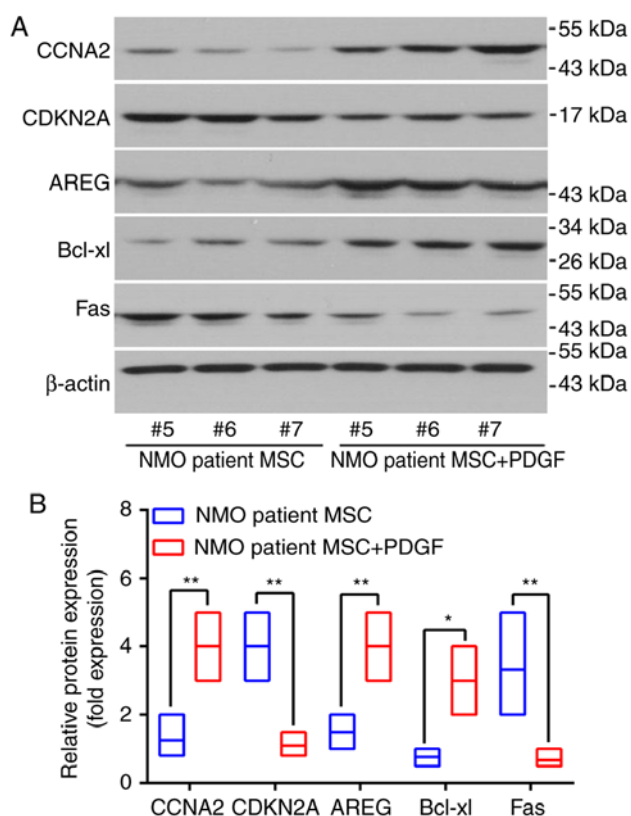 A
CCNA2
-55 kDa
-43 kDa
CDKN2A
-17 kDa
AREG
-43 kDa
Bcl-xl
-34 kDa
-26 kDa
Fas
-55 kDa
-43 kDa
β-actin
-55 kDa
-43 kDa
#5 #6 #7 #5 #6 #7
NMO patient MSC NMO patient MSC+PDGF
B
Relative protein expression
(fold expression)
8
6
4
2
0
NMO patient MSC
NMO patient MSC+PDGF
** ** ** * **
CCNA2 CDKN2A AREG Bcl-xl Fas